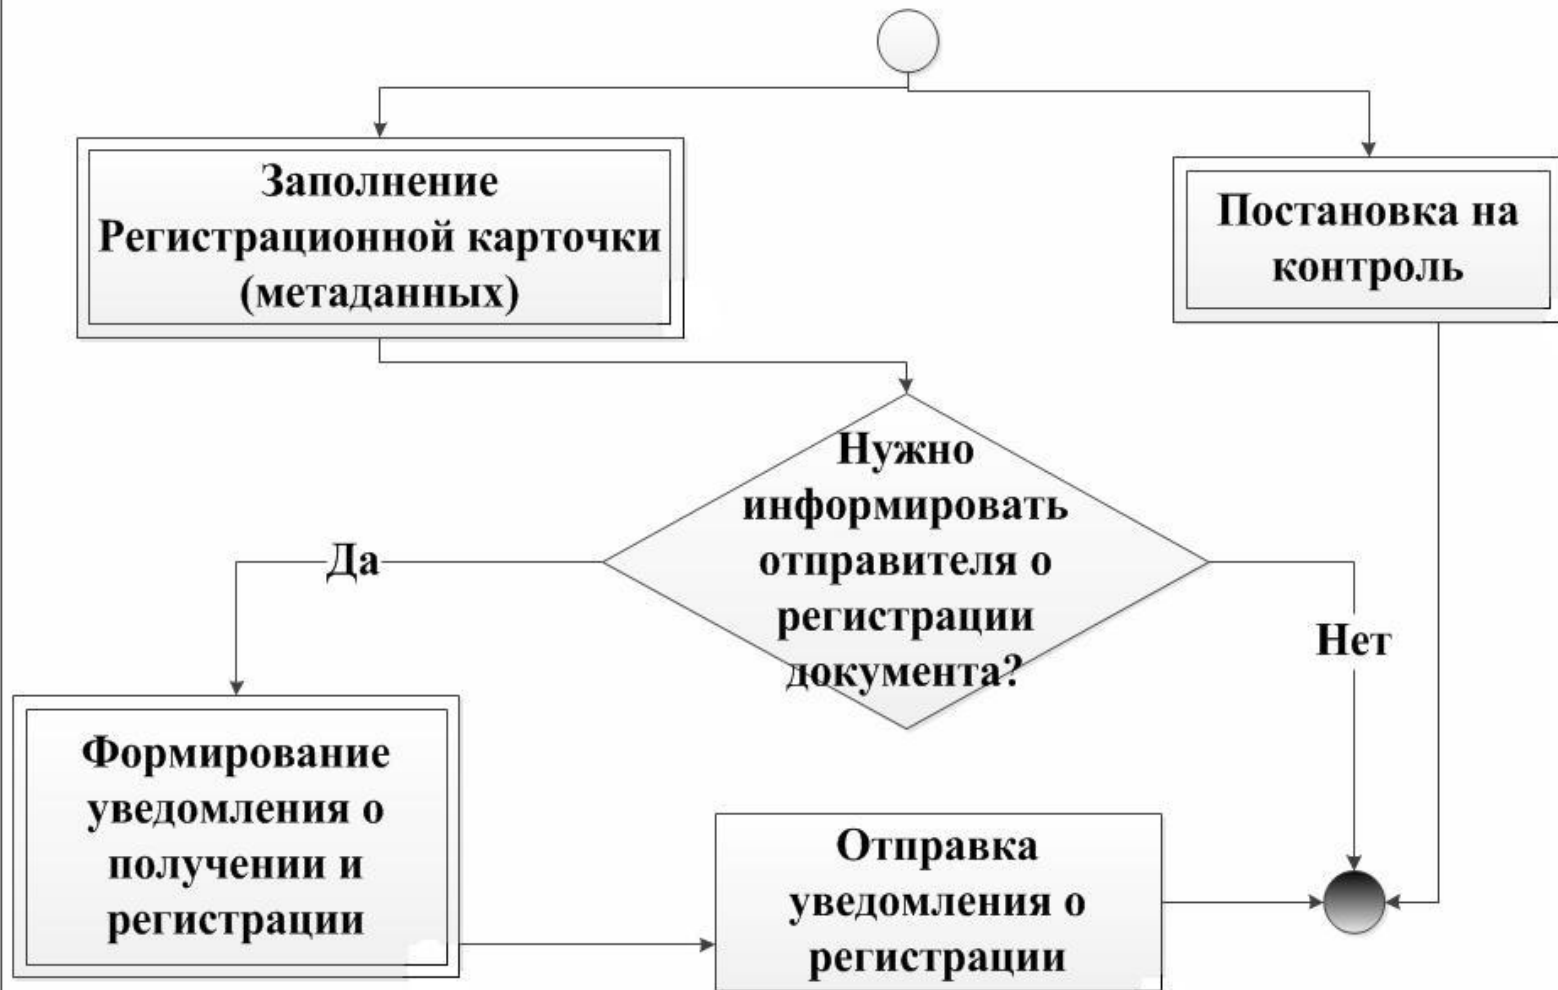 Заполнение
Регистрационной карточки
(метаданных)
Постановка на
контроль
Нужно
информировать
отправителя о
регистрации
документа?
Да
Нет
Формирование
уведомления о
получении и
регистрации
Отправка
уведомления о
регистрации